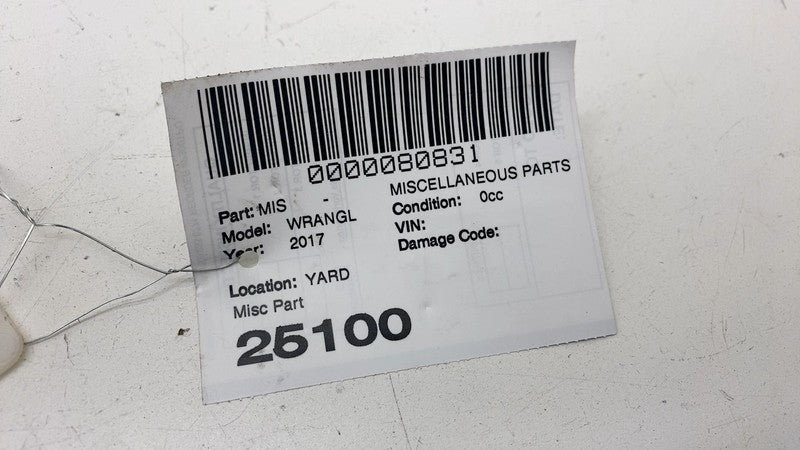 0000080831
Part: MIS - MISCELLANEOUS PARTS
Model: WRANGL Condition: 0cc
Year: 2017 VIN:
Damage Code:
Location: YARD
Misc Part
25100